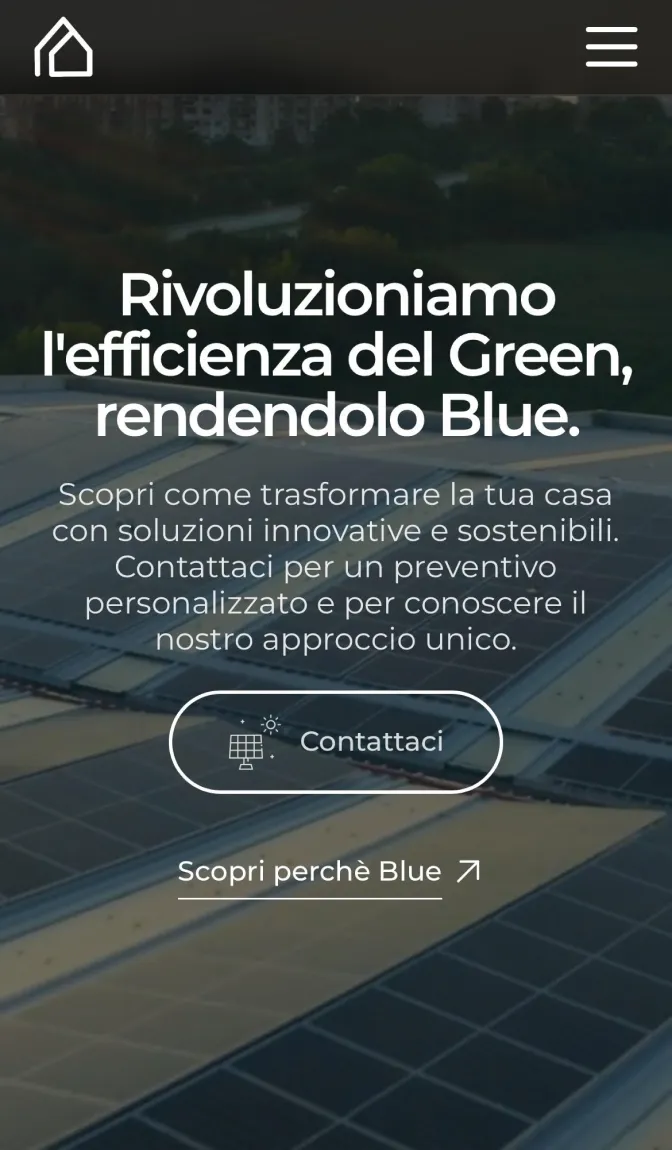 Rivoluzioniamo
l'efficienza del Green,
rendendolo Blue.
Scopri come trasformare la tua casa
con soluzioni innovative e sostenibili.
Contattaci per un preventivo
personalizzato e per conoscere il
nostro approccio unico.
Contattaci
Scopri perchè Blue